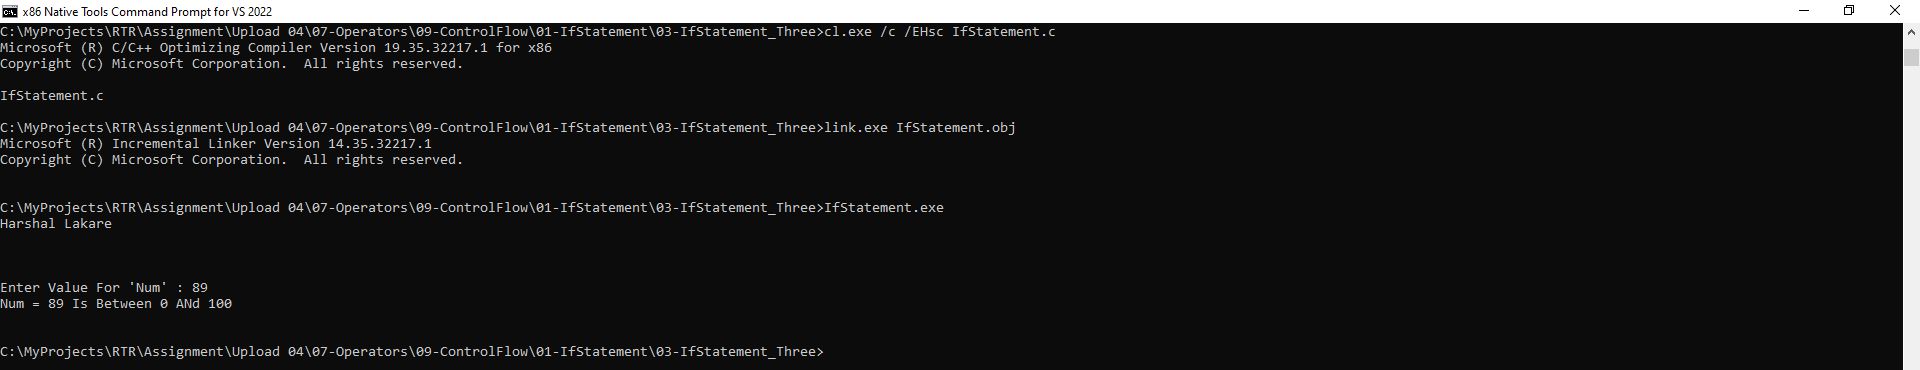 x86 Native Tools Command Prompt for VS 2022
C:\MyProjects\RTR\Assignment\Upload 04\07-Operators\09-ControlFlow\01-IfStatement\03-IfStatement_Three>cl.exe /c /EHsc IfStatement.c
Microsoft (R) C/C++ Optimizing Compiler Version 19.35.32217.1 for x86
Copyright (C) Microsoft Corporation.  All rights reserved.
IfStatement.c
C:\MyProjects\RTR\Assignment\Upload 04\07-Operators\09-ControlFlow\01-IfStatement\03-IfStatement_Three>link.exe IfStatement.obj
Microsoft (R) Incremental Linker Version 14.35.32217.1
Copyright (C) Microsoft Corporation.  All rights reserved.
C:\MyProjects\RTR\Assignment\Upload 04\07-Operators\09-ControlFlow\01-IfStatement\03-IfStatement_Three>IfStatement.exe
Harshal Lakare
Enter Value For 'Num' : 89
Num = 89 Is Between 0 ANd 100
C:\MyProjects\RTR\Assignment\Upload 04\07-Operators\09-ControlFlow\01-IfStatement\03-IfStatement_Three>